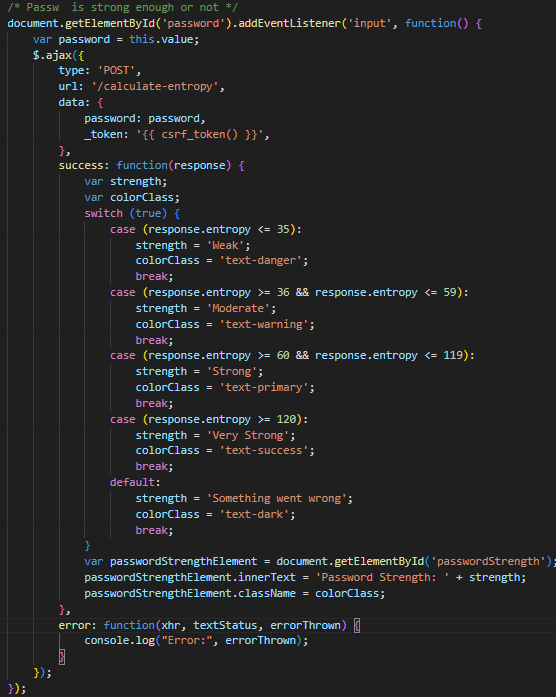 /* Passw  is strong enough or not */
document.getElementById('password').addEventListener('input', function() {
    var password = this.value;
    $.ajax({
        type: 'POST',
        url: '/calculate-entropy',
        data: {
            password: password,
            _token: '{{ csrf_token() }}',
        },
        success: function(response) {
            var strength;
            var colorClass;
            switch (true) {
                case (response.entropy <= 35):
                    strength = 'Weak';
                    colorClass = 'text-danger';
                    break;
                case (response.entropy >= 36 && response.entropy <= 59):
                    strength = 'Moderate';
                    colorClass = 'text-warning';
                    break;
                case (response.entropy >= 60 && response.entropy <= 119):
                    strength = 'Strong';
                    colorClass = 'text-primary';
                    break;
                case (response.entropy >= 120):
                    strength = 'Very Strong';
                    colorClass = 'text-success';
                    break;
                default:
                    strength = 'Something went wrong';
                    colorClass = 'text-dark';
                    break;
            }
            var passwordStrengthElement = document.getElementById('passwordStrength');
            passwordStrengthElement.innerText = 'Password Strength: ' + strength;
            passwordStrengthElement.className = colorClass;
        },
        error: function(xhr, textStatus, errorThrown) {
            console.log("Error:", errorThrown);
        }
    });
});